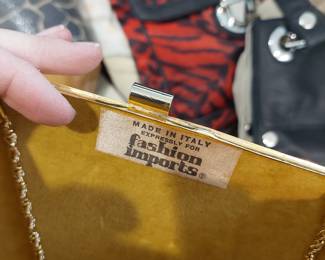 MADE IN ITALY
EXPRESSLY FOR
fashion
imports®